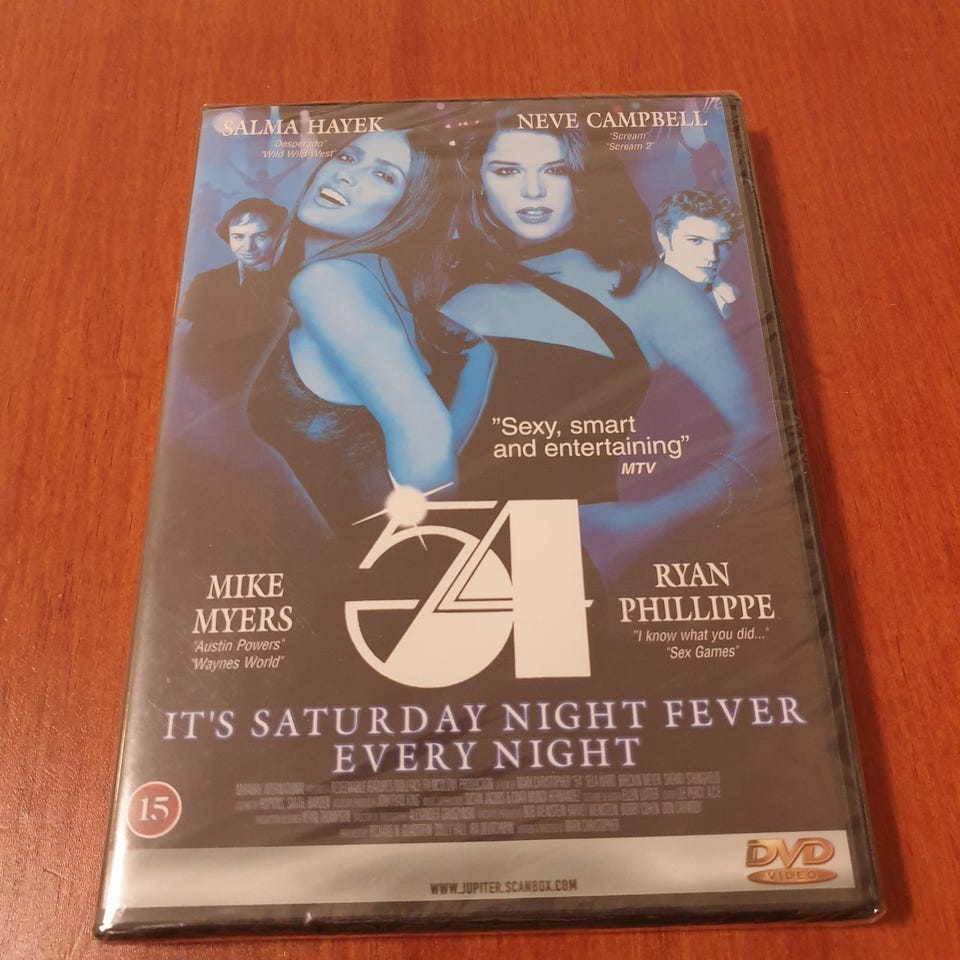 SALMA HAYEK
"Desperado"
"Wild Wild West"
NEVE CAMPBELL
"Scream"
"Scream 2"
"Sexy, smart
and entertaining"
MTV
54
MIKE
MYERS
"Austin Powers"
"Waynes World"
RYAN
PHILLIPPE
"I know what you did..."
"Sex Games"
IT'S SATURDAY NIGHT FEVER
EVERY NIGHT
15
DVD
VIDEO
WWW.JUPITER.SCANBOX.COM